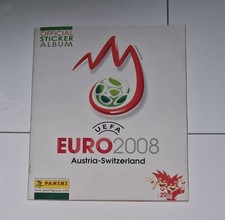 OFFICIAL
STICKER
ALBUM
UEFA
EURO2008
Austria-Switzerland
PANINI